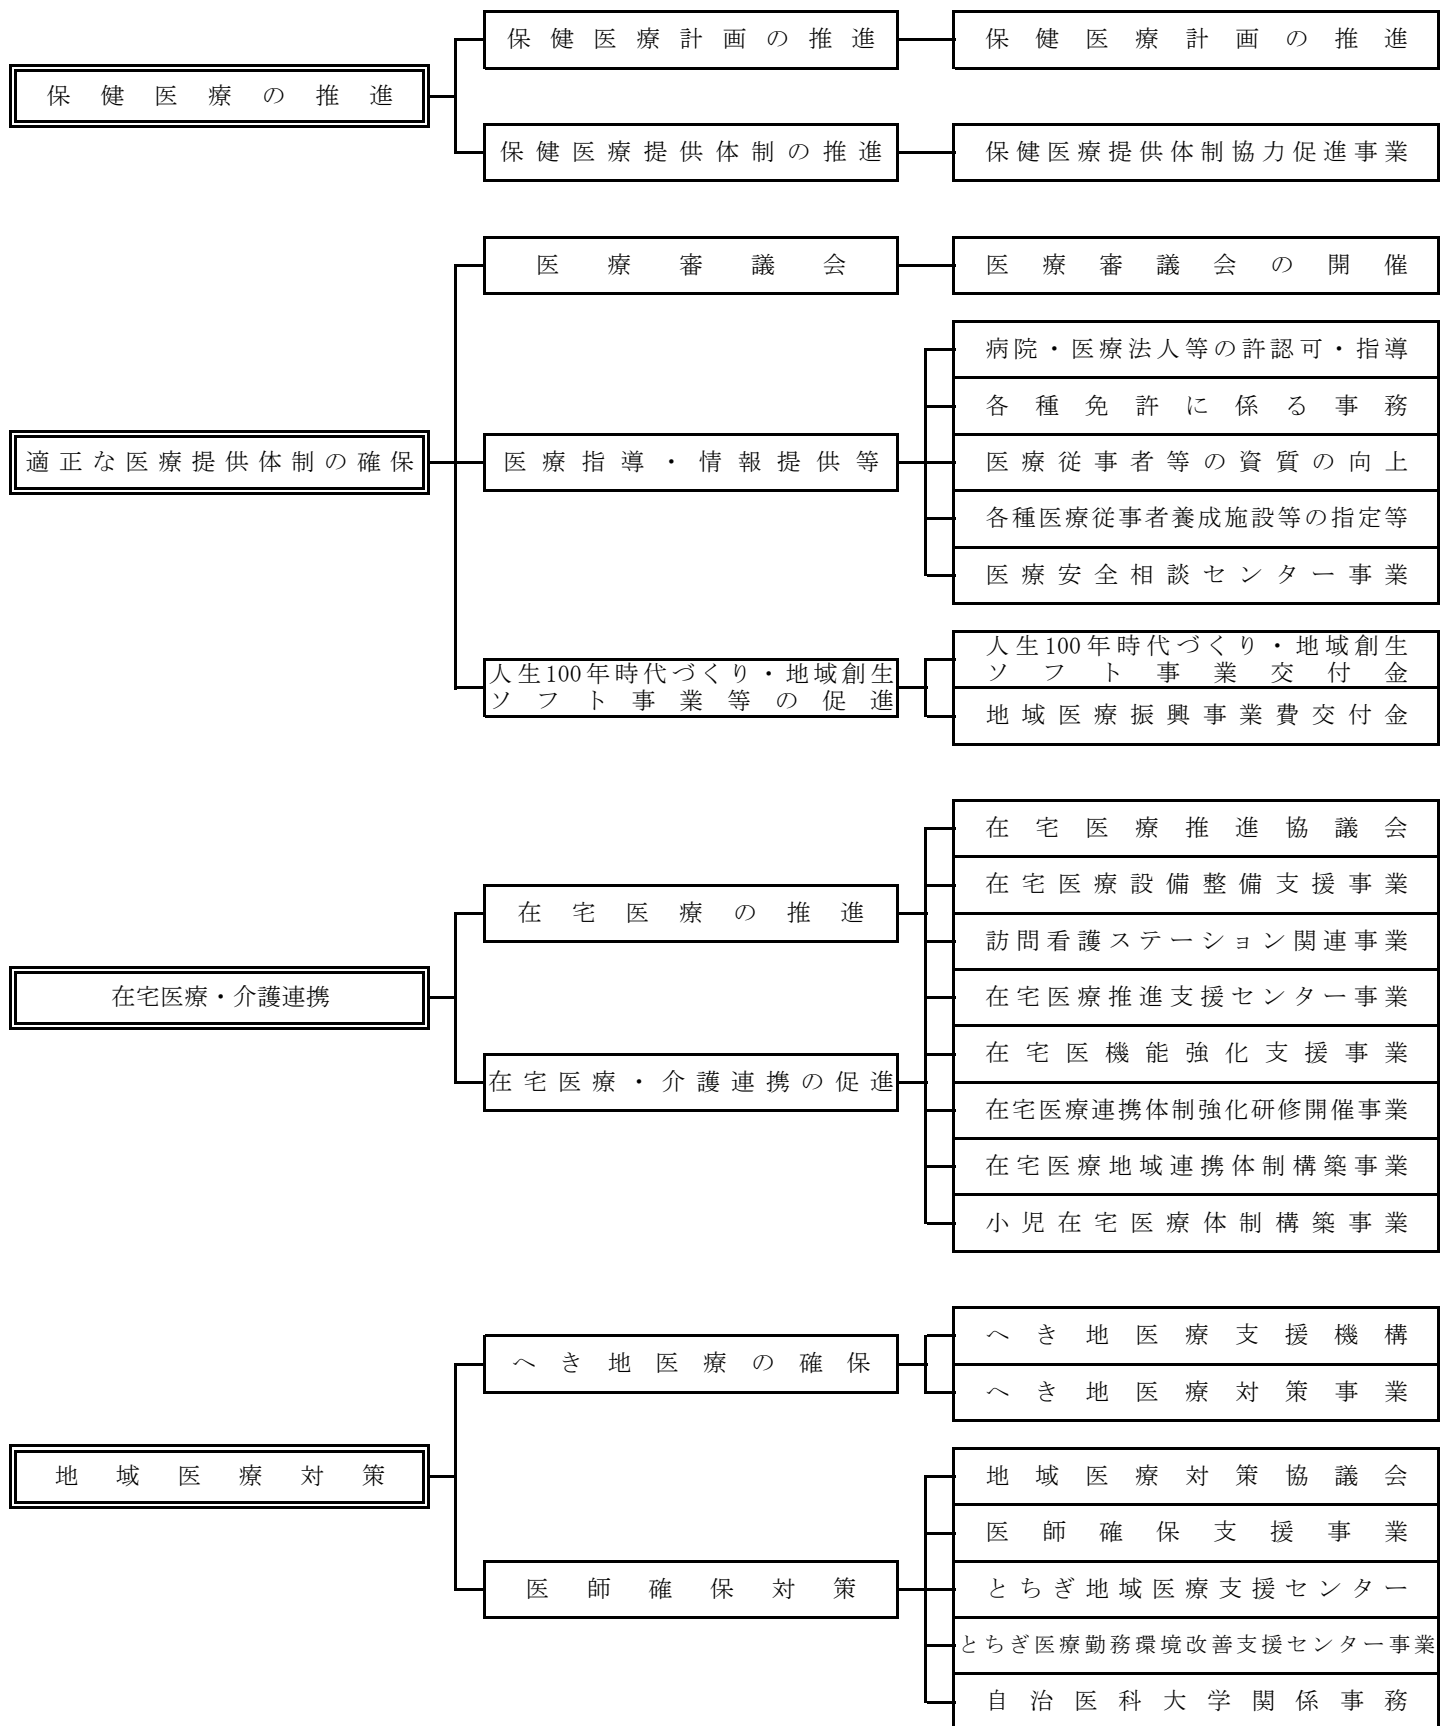 保健医療の推進
保健医療計画の推進
保健医療計画の推進
保健医療提供体制の推進
保健医療提供体制協力促進事業
適正な医療提供体制の確保
医療審議会
医療審議会の開催
医療指導・情報提供等
病院・医療法人等の許認可・指導
各種免許に係る事務
医療従事者等の資質の向上
各種医療従事者養成施設等の指定等
医療安全相談センター事業
人生100年時代づくり・地域創生
ソフト事業等の促進
人生100年時代づくり・地域創生
ソフト事業交付金
地域医療振興事業費交付金
在宅医療・介護連携
在宅医療の推進
在宅医療・介護連携の促進
在宅医療推進協議会
在宅医療設備整備支援事業
訪問看護ステーション関連事業
在宅医療推進支援センター事業
在宅医機能強化支援事業
在宅医療連携体制強化研修開催事業
在宅医療地域連携体制構築事業
小児在宅医療体制構築事業
地域医療対策
へき地医療の確保
へき地医療支援機構
へき地医療対策事業
医師確保対策
地域医療対策協議会
医師確保支援事業
とちぎ地域医療支援センター
とちぎ医療勤務環境改善支援センター事業
自治医科大学関係事務